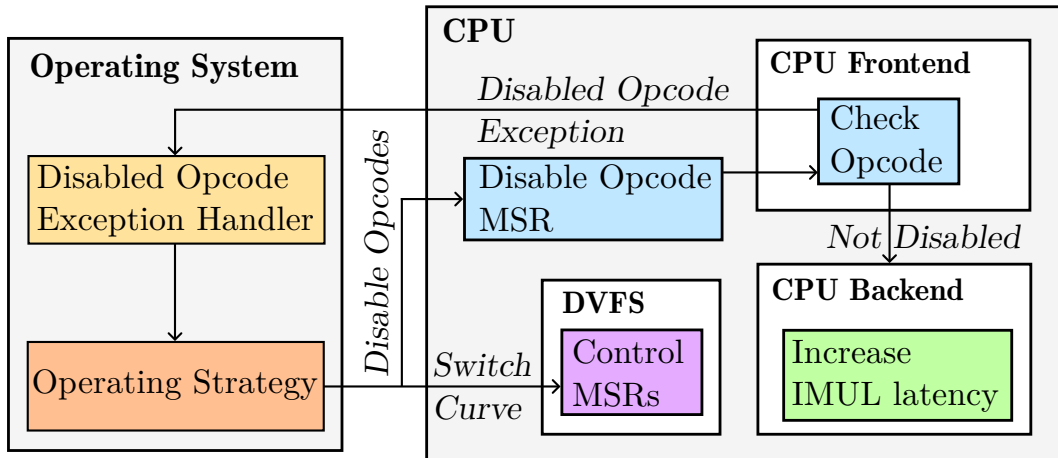 CPU
Operating System
CPU Frontend
Disabled Opcode
Exception
Check
Opcode
Disabled Opcode
Exception Handler
Disable Opcodes
Disable Opcode
MSR
Not Disabled
DVFS
CPU Backend
Operating Strategy
Switch
Curve
Control
MSRs
Increase
IMUL latency